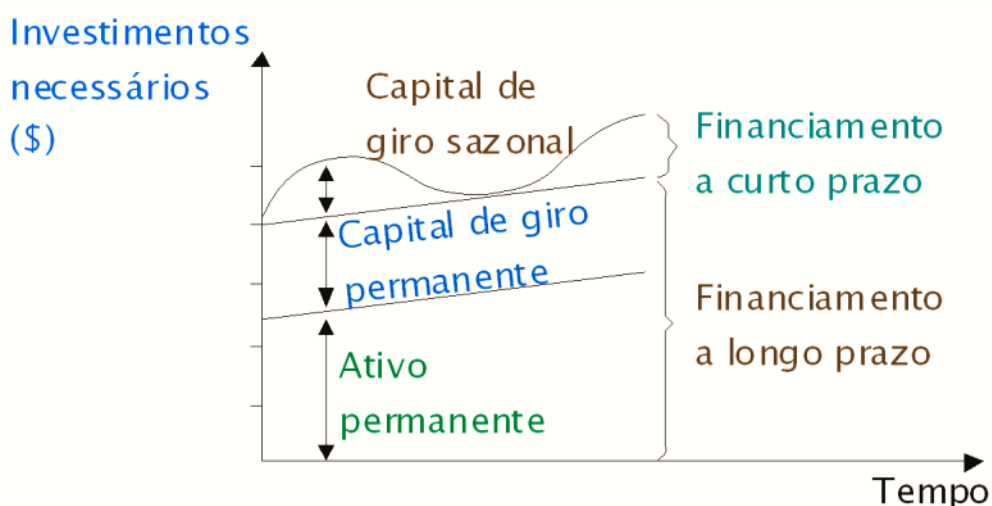 Investimentos
necessários
($)
Capital de
giro sazonal
Financiamento
a curto prazo
Capital de giro
permanente
Financiamento
a longo prazo
Ativo
permanente
Tempo